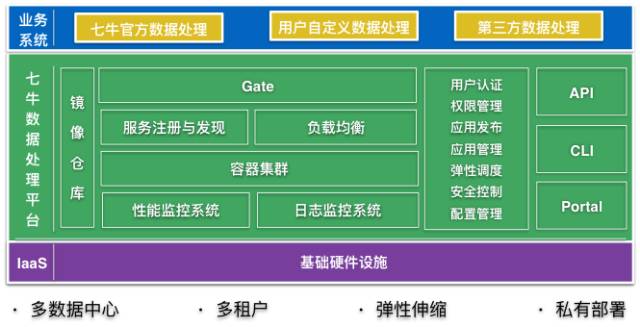 业务
系统
七牛官方数据处理
用户自定义数据处理
第三方数据处理
七牛数据处理平台
镜像仓库
Gate
服务注册与发现
负载均衡
容器集群
性能监控系统
日志监控系统
用户认证
权限管理
应用发布
应用管理
弹性调度
安全控制
配置管理
API
CLI
Portal
IaaS
基础硬件设施
· 多数据中心
· 多租户
· 弹性伸缩
· 私有部署